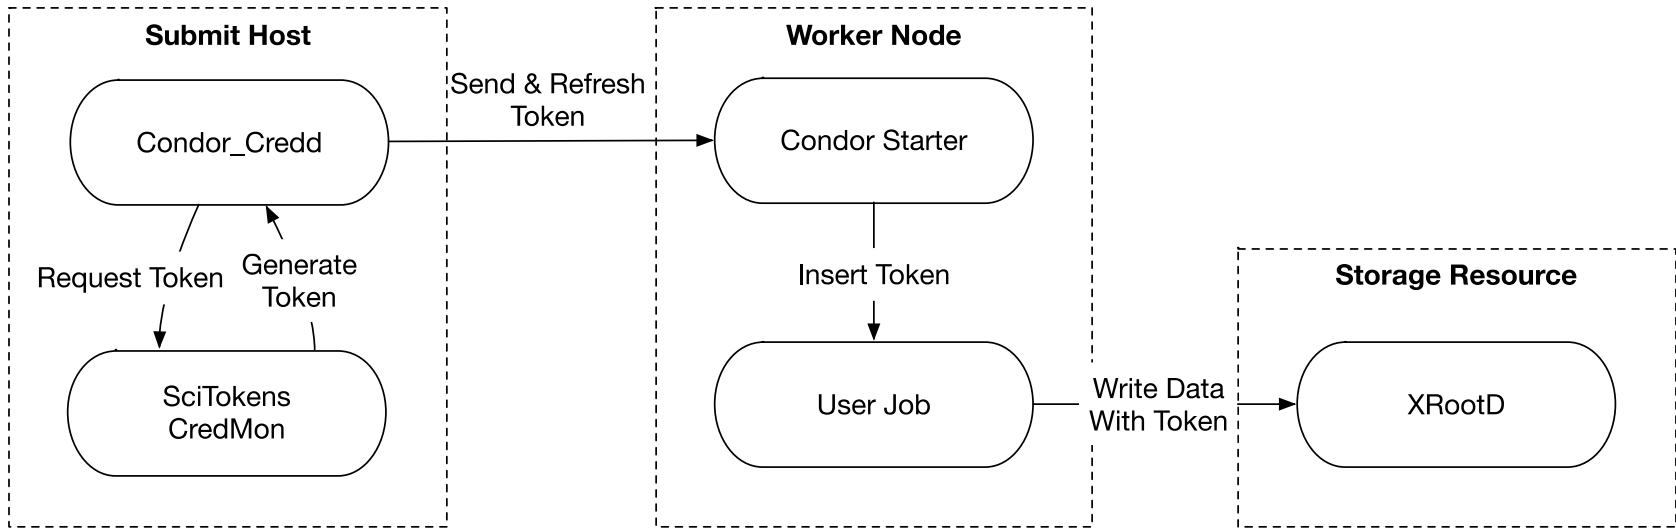 Submit Host
Condor_Credd
Request Token
Generate
Token
SciTokens
CredMon
Send & Refresh
Token
Worker Node
Condor Starter
Insert Token
User Job
Write Data
With Token
Storage Resource
XRootD